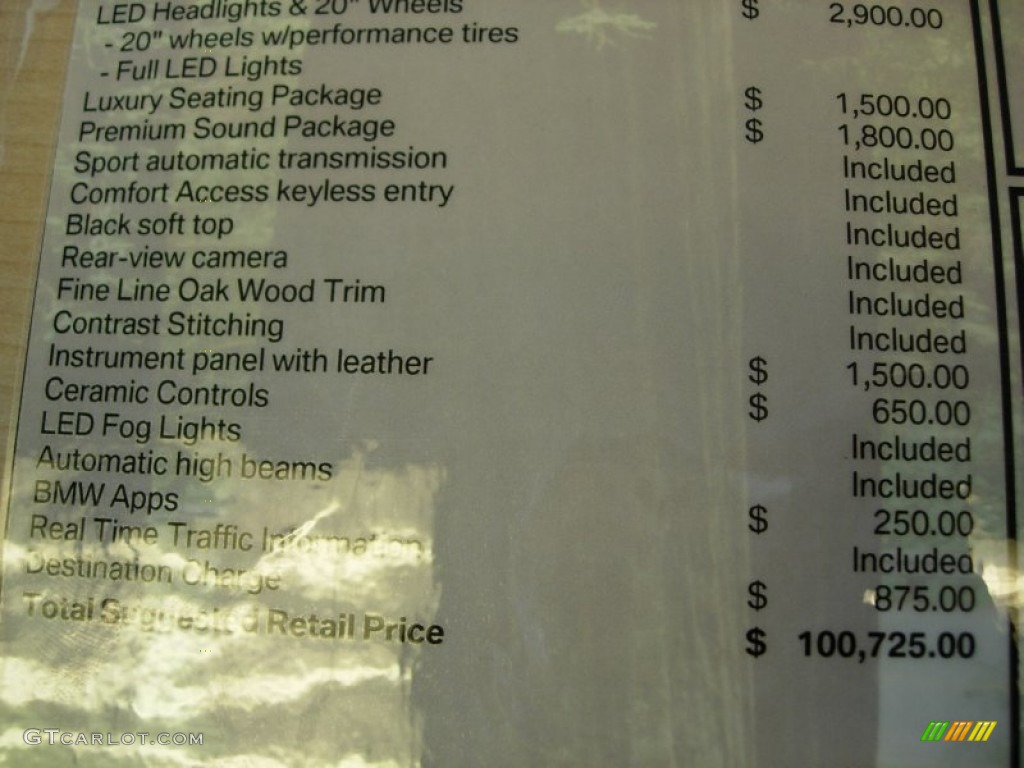 LED Headlights & 20" Wheels $ 2,900.00
- 20" wheels w/performance tires
- Full LED Lights
Luxury Seating Package $ 1,500.00
Premium Sound Package $ 1,800.00
Sport automatic transmission Included
Comfort Access keyless entry Included
Black soft top Included
Rear-view camera Included
Fine Line Oak Wood Trim Included
Contrast Stitching Included
Instrument panel with leather $ 1,500.00
Ceramic Controls $ 650.00
LED Fog Lights Included
Automatic high beams Included
BMW Apps $ 250.00
Real Time Traffic Information Included
Destination Charge $ 875.00
Total Suggested Retail Price $ 100,725.00
GTCARLOT.COM